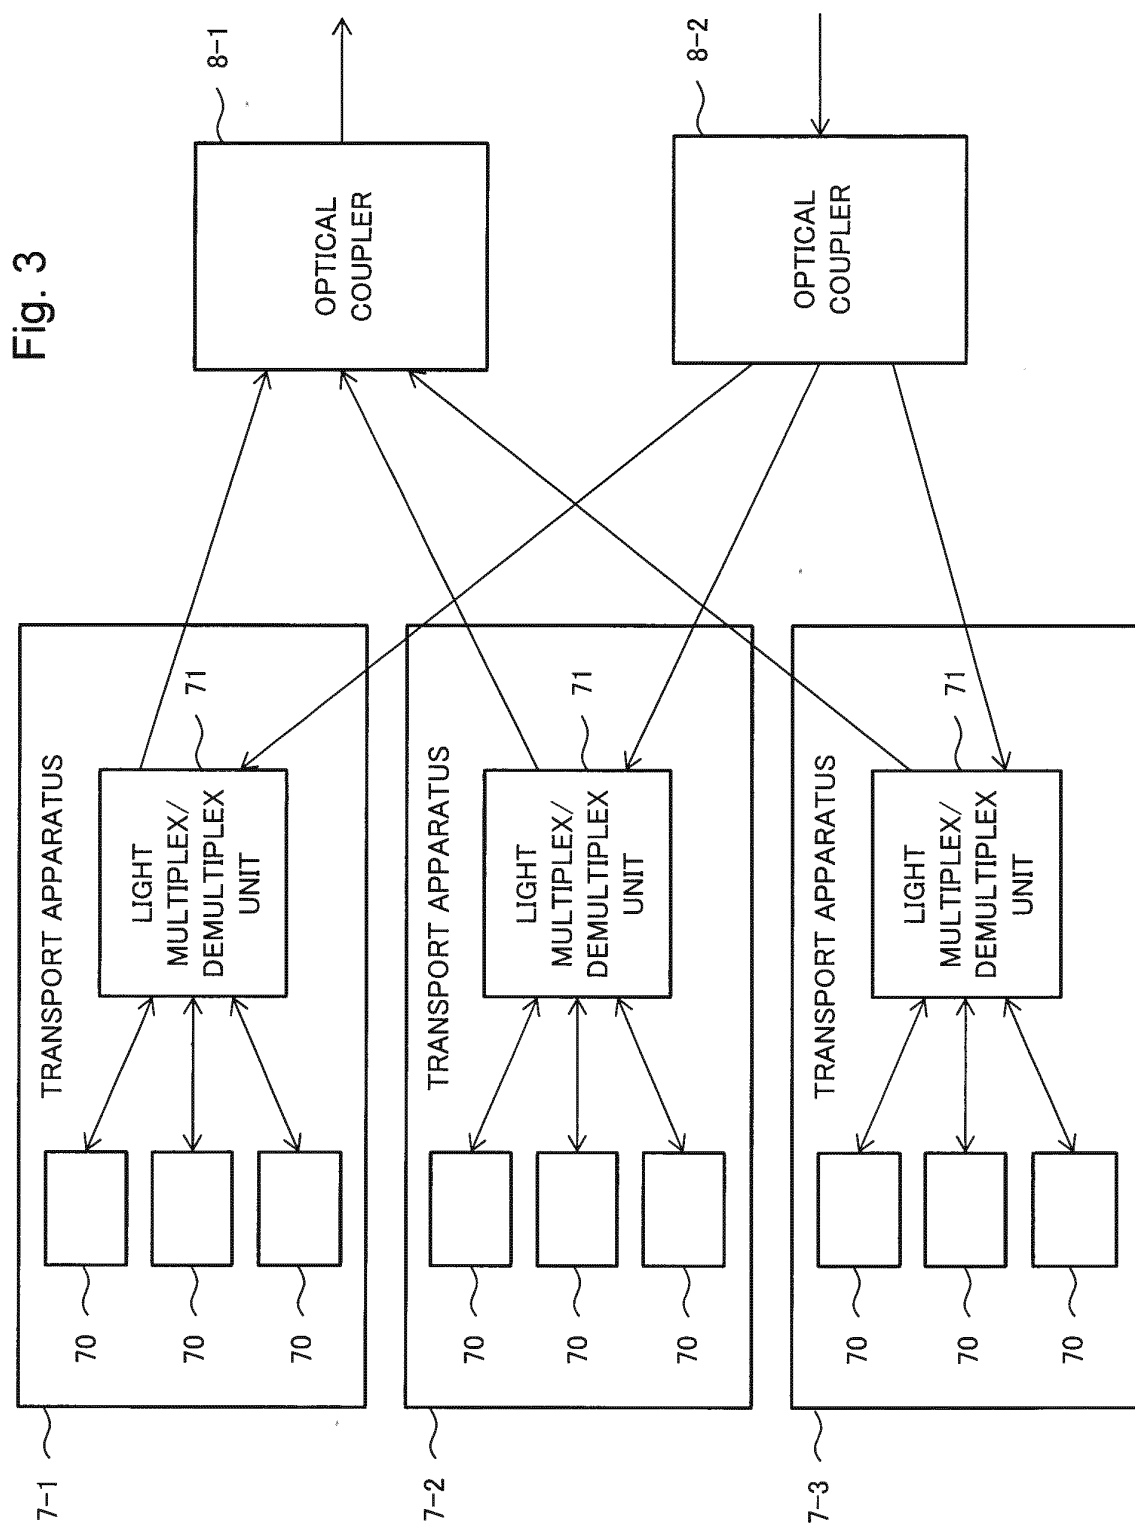 Fig. 3
7-1
TRANSPORT APPARATUS
70
70
70
LIGHT
MULTIPLEX/
DEMULTIPLEX
UNIT
71
7-2
TRANSPORT APPARATUS
70
70
70
LIGHT
MULTIPLEX/
DEMULTIPLEX
UNIT
71
7-3
TRANSPORT APPARATUS
70
70
70
LIGHT
MULTIPLEX/
DEMULTIPLEX
UNIT
71
8-1
OPTICAL
COUPLER
8-2
OPTICAL
COUPLER